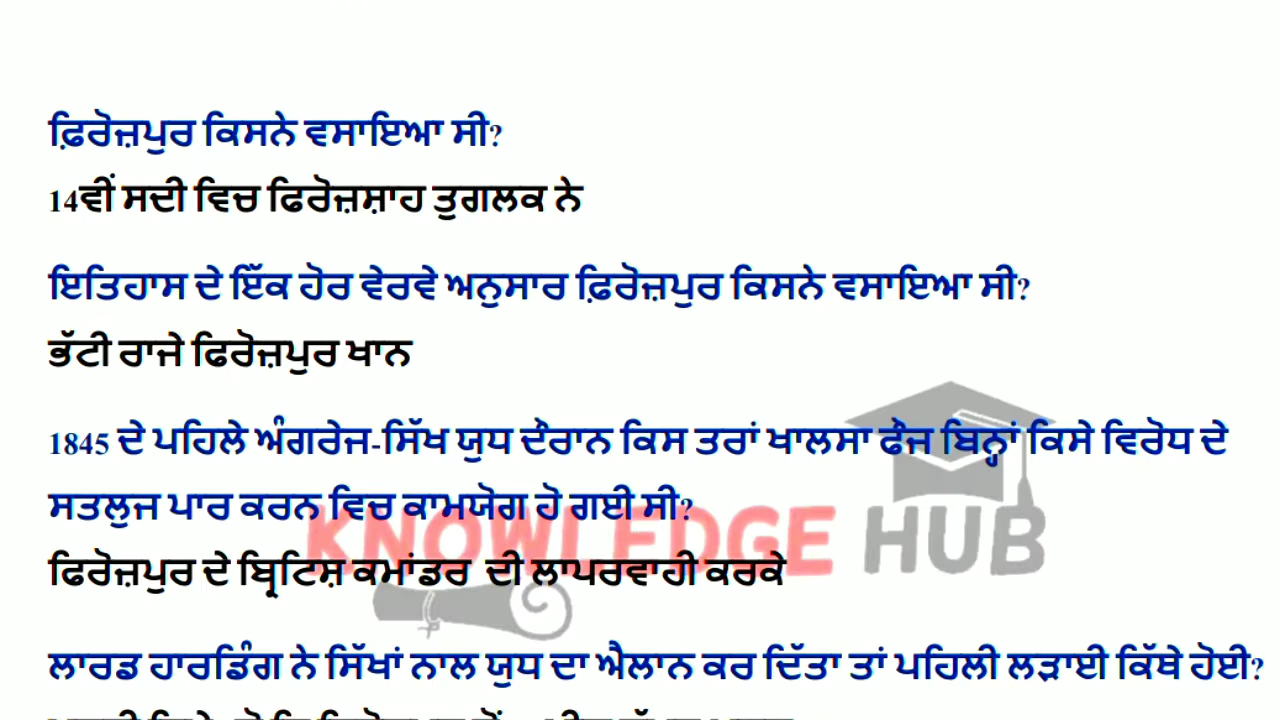 ਫ਼ਿਰੋਜ਼ਪੁਰ ਕਿਸਨੇ ਵਸਾਇਆ ਸੀ?
14ਵੀਂ ਸਦੀ ਵਿਚ ਫਿਰੋਜ਼ਸ਼ਾਹ ਤੁਗਲਕ ਨੇ
ਇਤਿਹਾਸ ਦੇ ਇੱਕ ਹੋਰ ਵੇਰਵੇ ਅਨੁਸਾਰ ਫ਼ਿਰੋਜ਼ਪੁਰ ਕਿਸਨੇ ਵਸਾਇਆ ਸੀ?
ਭੱਟੀ ਰਾਜੇ ਫਿਰੋਜ਼ਪੁਰ ਖਾਨ
1845 ਦੇ ਪਹਿਲੇ ਅੰਗਰੇਜ-ਸਿੱਖ ਯੁਧ ਦੌਰਾਨ ਕਿਸ ਤਰਾਂ ਖਾਲਸਾ ਫੌਜ ਬਿਨ੍ਹਾਂ ਕਿਸੇ ਵਿਰੋਧ ਦੇ
ਸਤਲੁਜ ਪਾਰ ਕਰਨ ਵਿਚ ਕਾਮਯੋਗ ਹੋ ਗਈ ਸੀ?
KNOWLEDGE HUB
ਫਿਰੋਜ਼ਪੁਰ ਦੇ ਬ੍ਰਿਟਿਸ਼ ਕਮਾਂਡਰ ਦੀ ਲਾਪਰਵਾਹੀ ਕਰਕੇ
ਲਾਰਡ ਹਾਰਡਿੰਗ ਨੇ ਸਿੱਖਾਂ ਨਾਲ ਯੁਧ ਦਾ ਐਲਾਨ ਕਰ ਦਿੱਤਾ ਤਾਂ ਪਹਿਲੀ ਲੜਾਈ ਕਿੱਥੇ ਹੋਈ?